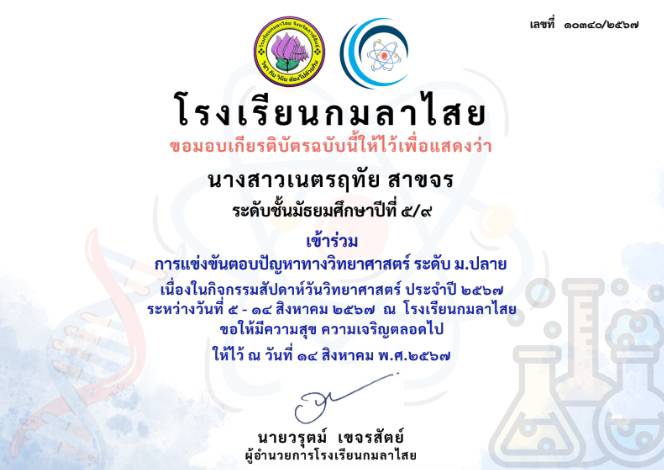 เลขที่ ๑๐๓๔๐/๒๕๖๗
โรงเรียนกมลาไสย
ขอมอบเกียรติบัตรฉบับนี้ให้ไว้เพื่อแสดงว่า
นางสาวเนตรฤทัย สาขจร
ระดับชั้นมัธยมศึกษาปีที่ ๕/๙
เข้าร่วม
การแข่งขันตอบปัญหาทางวิทยาศาสตร์ ระดับ ม.ปลาย
เนื่องในกิจกรรมสัปดาห์วันวิทยาศาสตร์ ประจำปี ๒๕๖๗
ระหว่างวันที่ ๕ - ๑๔ สิงหาคม ๒๕๖๗ ณ โรงเรียนกมลาไสย
ขอให้มีความสุข ความเจริญตลอดไป
ให้ไว้ ณ วันที่ ๑๔ สิงหาคม พ.ศ.๒๕๖๗
นายวรุตม์ เขจรสัตย์
ผู้อำนวยการโรงเรียนกมลาไสย